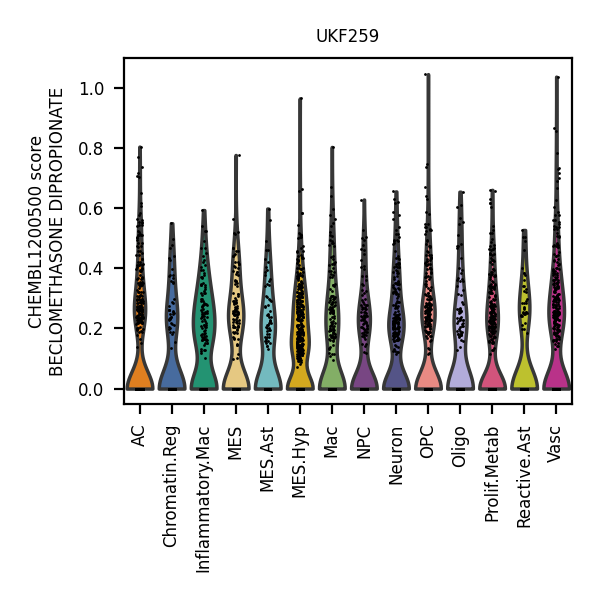 UKF259
CHEMBL1200500 score
BECLOMETHASONE DIPROPIONATE
1.0
0.8
0.6
0.4
0.2
0.0
AC
Chromatin.Reg
Inflammatory.Mac
MES
MES.Ast
MES.Hyp
Mac
NPC
Neuron
OPC
Oligo
Prolif.Metab
Reactive.Ast
Vasc